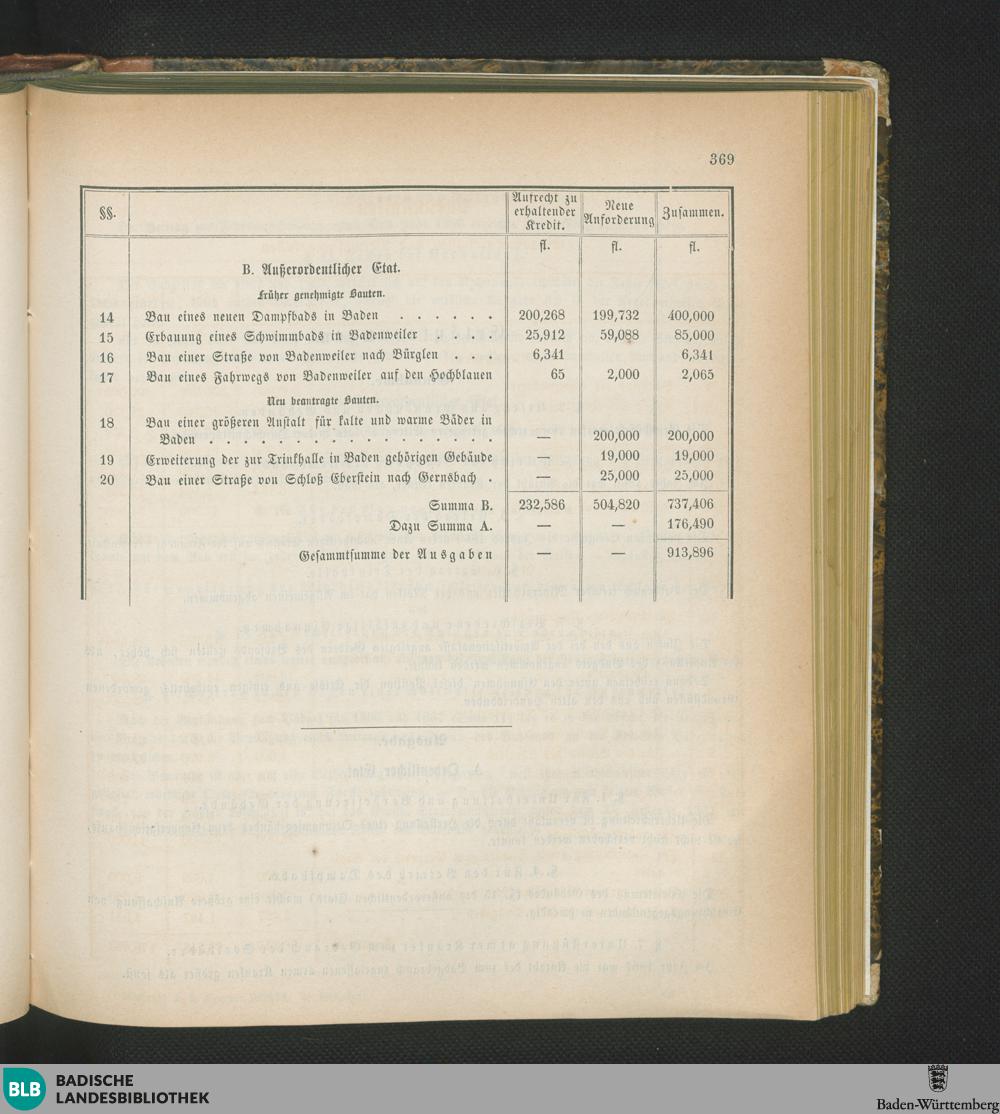 369
§§.
Aufrecht zu erhaltender Kredit.
Neue Anforderung
Zusammen.
fl. fl. fl.
B. Außerordentlicher Etat.
Früher genehmigte Bauten.
14 Bau eines neuen Dampfbads in Baden . . . . . . 200,268 199,732 400,000
15 Erbauung eines Schwimmbads in Badenweiler . . . . 25,912 59,088 85,000
16 Bau einer Straße von Badenweiler nach Bürglen . . . 6,341 6,341
17 Bau eines Fahrwegs von Badenweiler auf den Hochblauen 65 2,000 2,065
Neu beantragte Bauten.
18 Bau einer größeren Anstalt für kalte und warme Bäder in
Baden . . . . . . . . . . . . . . . . . — 200,000 200,000
19 Erweiterung der zur Trinkhalle in Baden gehörigen Gebäude — 19,000 19,000
20 Bau einer Straße von Schloß Eberstein nach Gernsbach . — 25,000 25,000
Summa B. 232,586 504,820 737,406
Dazu Summa A. — — 176,490
Gesammtsumme der Ausgaben — — 913,896
BLB
BADISCHE
LANDESBIBLIOTHEK
Baden-Württemberg